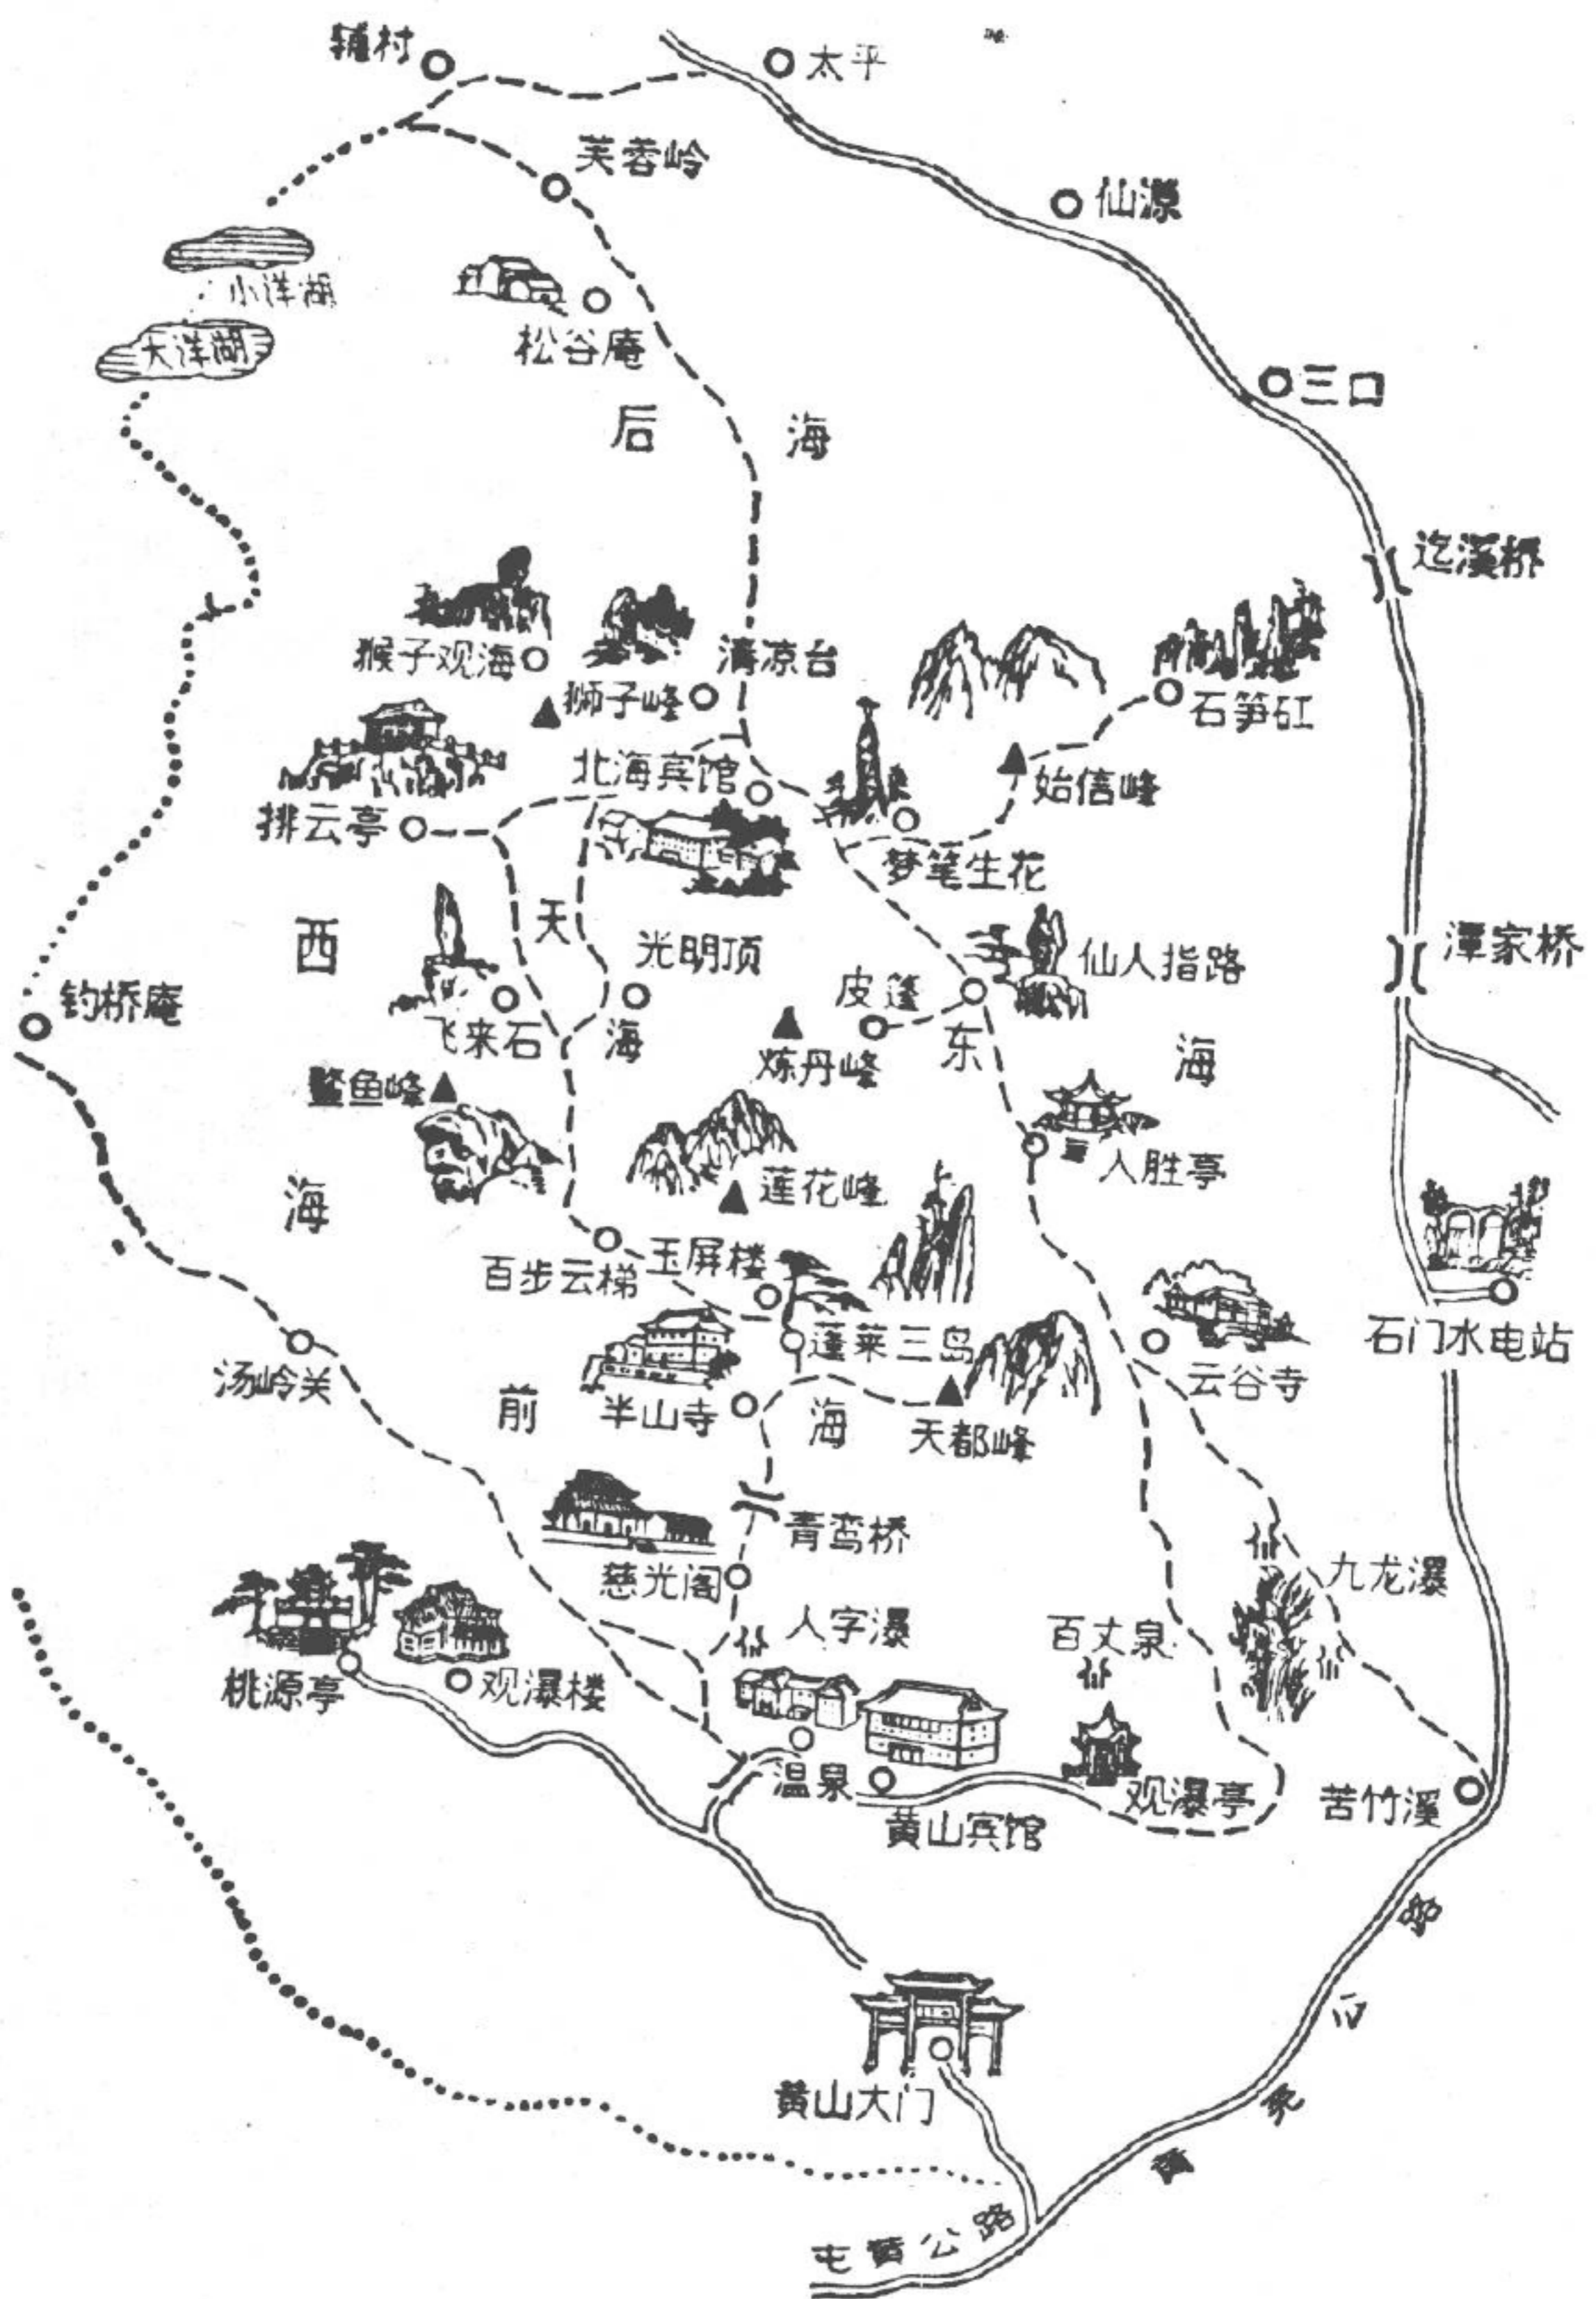 辅村
太平
芙蓉岭
仙源
小洋湖
大洋湖
松谷庵
三口
后海
迄溪桥
猴子观海
清凉台
狮子峰
石笋矼
北海宾馆
始信峰
排云亭
梦笔生花
天海
西海
光明顶
仙人指路
潭家桥
皮篷
钓桥庵
飞来石
东海
炼丹峰
鳌鱼峰
入胜亭
莲花峰
百步云梯
玉屏楼
蓬莱三岛
石门水电站
云谷寺
汤岭关
前海
半山寺
天都峰
青鸾桥
慈光阁
九龙瀑
人字瀑
百丈泉
桃源亭
观瀑楼
温泉
观瀑亭
苦竹溪
黄山宾馆
黄山大门
屯黄公路